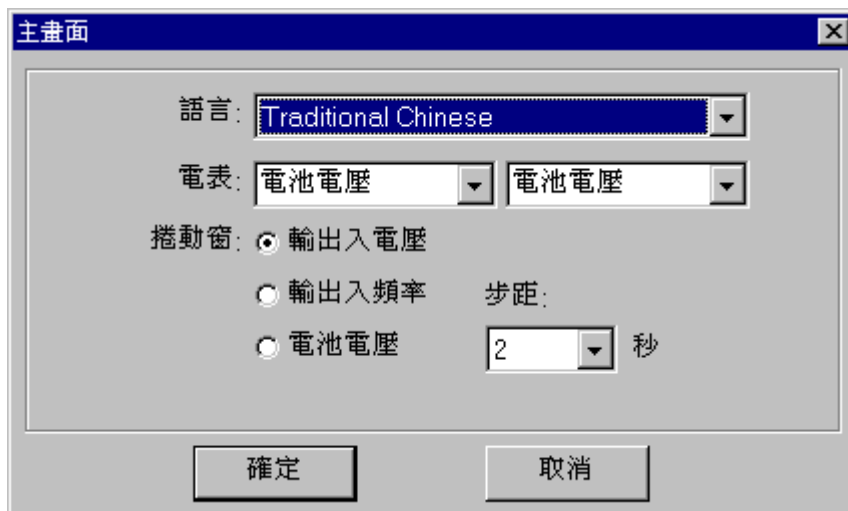 主畫面
語言: Traditional Chinese
電表: 電池電壓 電池電壓
捲動窗: 輸出入電壓
輸出入頻率 步距:
電池電壓 2 秒
確定 取消